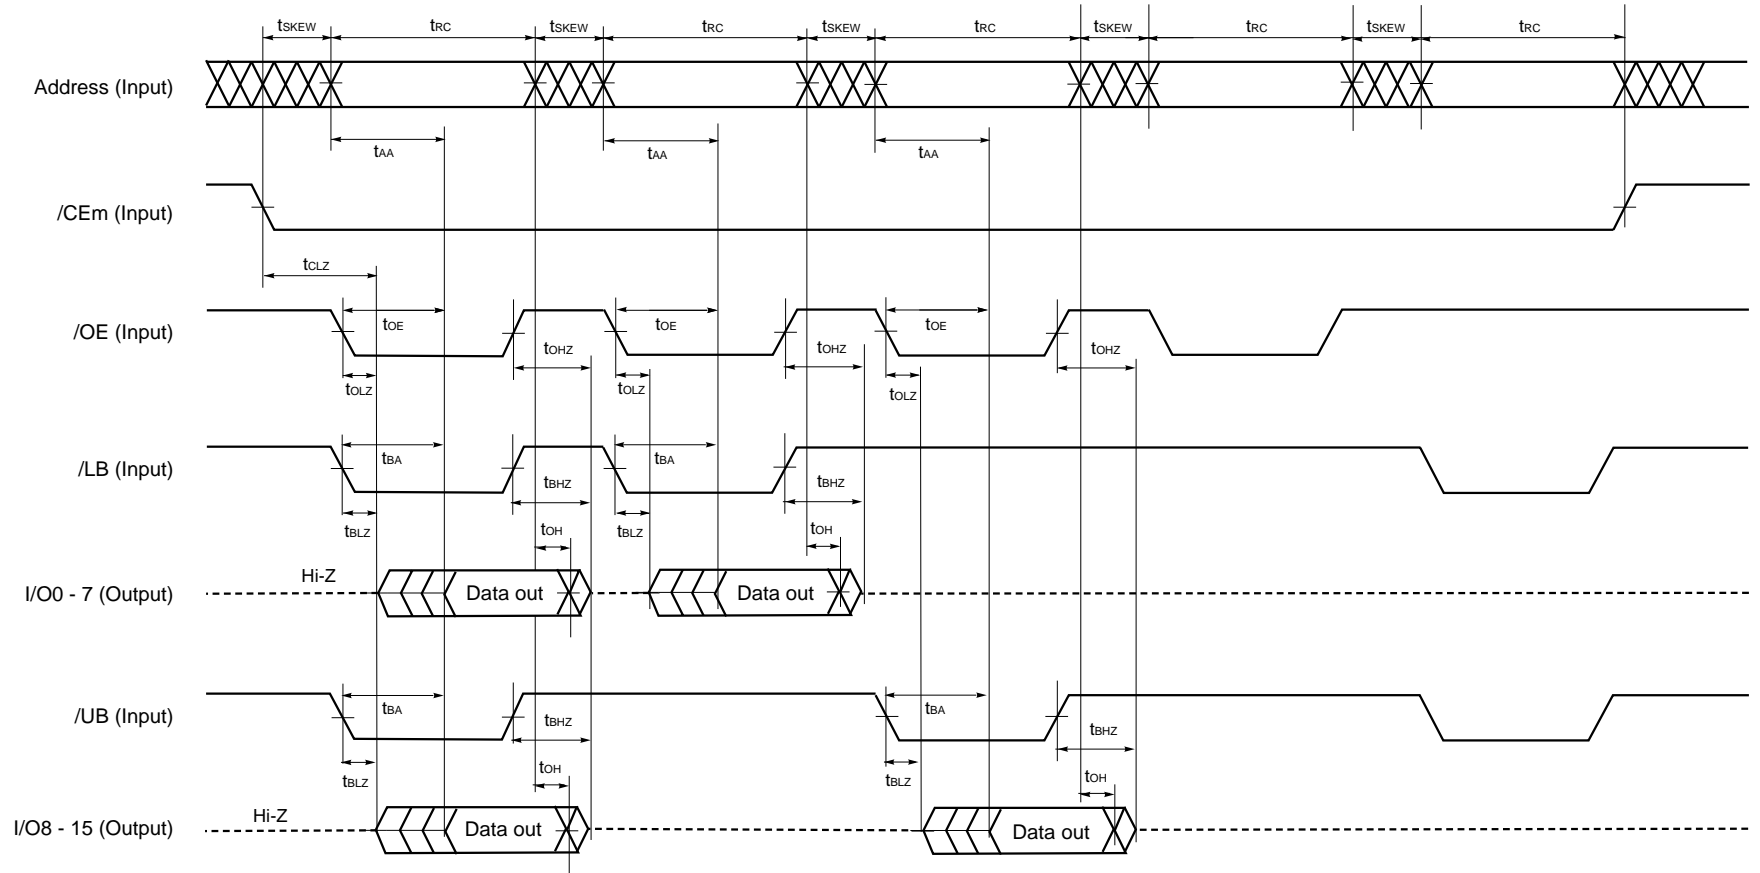 tSKEW tRC tSKEW tRC tSKEW tRC tSKEW tRC tSKEW tRC
Address (Input)
tAA tAA tAA
/CEm (Input)
tCLZ
/OE (Input)
tOE tOE tOE
tOHZ tOHZ tOHZ
tOLZ tOLZ tOLZ
/LB (Input)
tBA tBA
tBHZ tBHZ
tBLZ tBLZ
tOH tOH
Hi-Z
I/O0 - 7 (Output)
Data out Data out
/UB (Input)
tBA tBA
tBHZ tBHZ
tBLZ tBLZ
tOH tOH
Hi-Z
I/O8 - 15 (Output)
Data out Data out